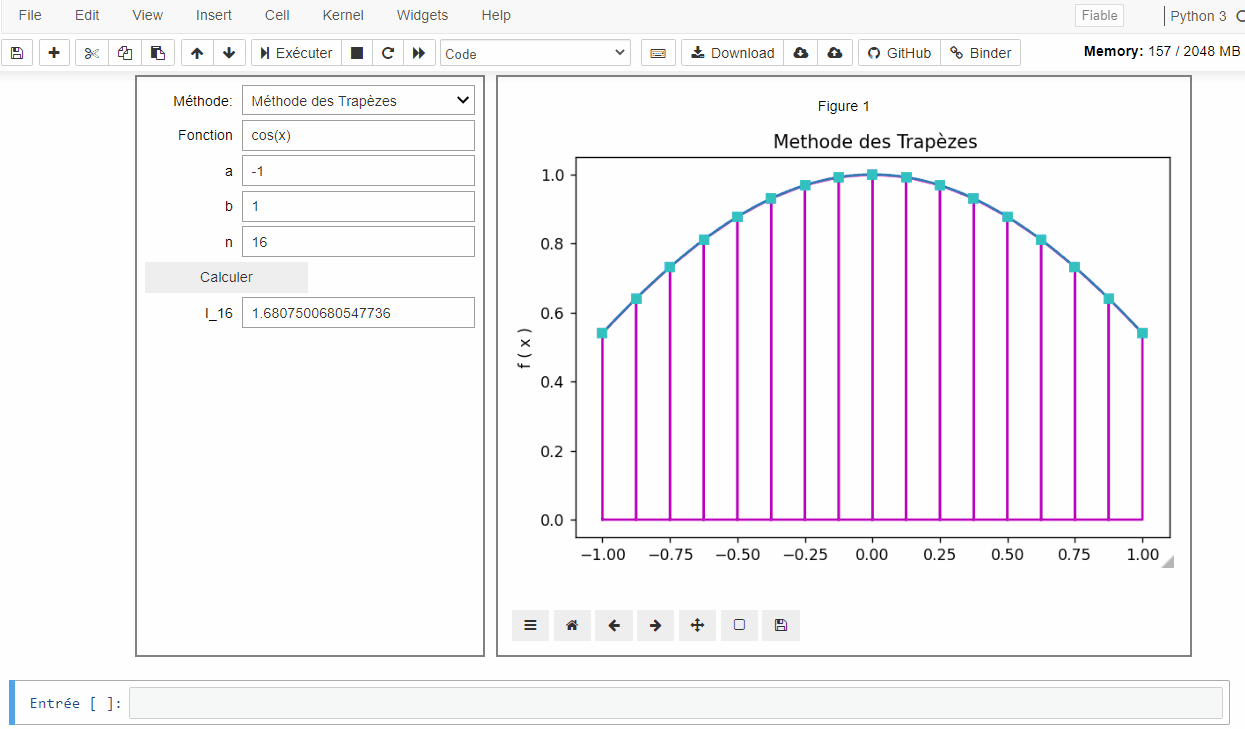 File Edit View Insert Cell Kernel Widgets Help Fiable Python 3
Exécuter Code Download GitHub Binder Memory: 157 / 2048 MB
Méthode: Méthode des Trapèzes
Fonction cos(x)
a -1
b 1
n 16
Calculer
I_16 1.6807500680547736
Figure 1
Methode des Trapèzes
1.0
0.8
0.6
0.4
0.2
0.0
f ( x )
−1.00 −0.75 −0.50 −0.25 0.00 0.25 0.50 0.75 1.00
Entrée [ ]: